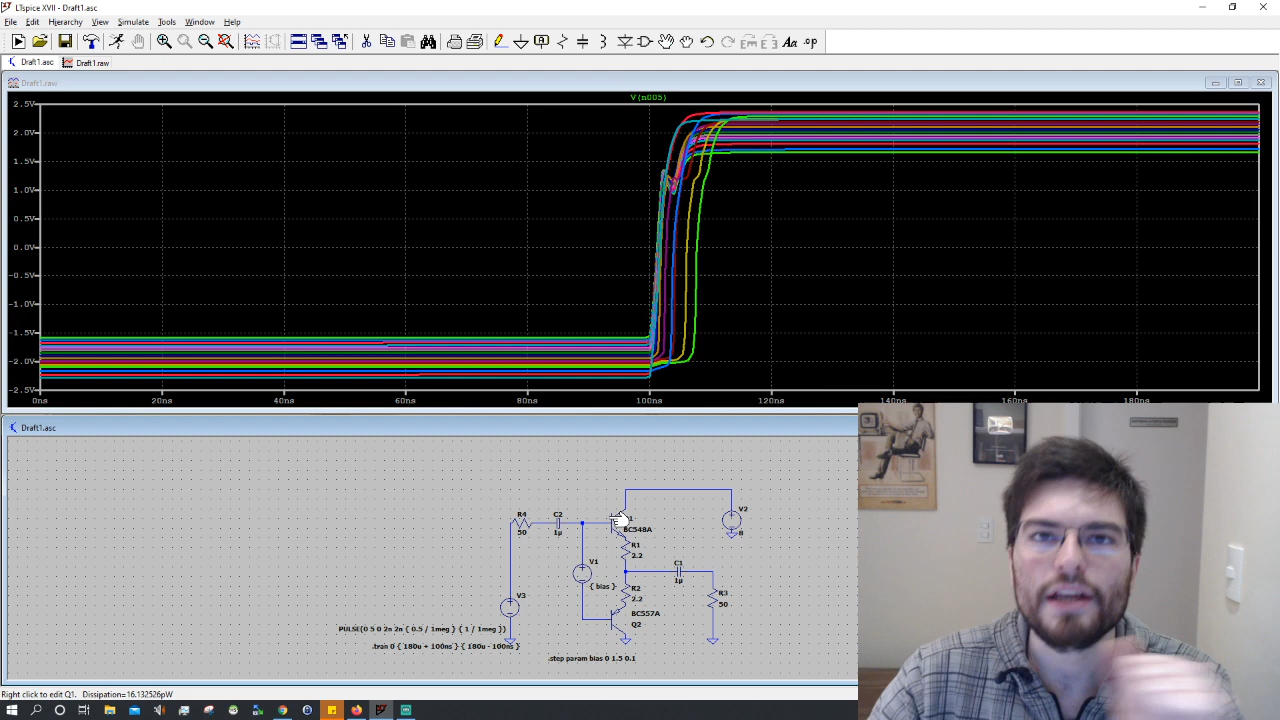 LTspice XVII - Draft1.asc
File Edit Hierarchy View Simulate Tools Window Help
Draft1.asc Draft1.raw
Draft1.raw
V(n005)
2.5V
2.0V
1.5V
1.0V
0.5V
0.0V
-0.5V
-1.0V
-1.5V
-2.0V
-2.5V
0ns 20ns 40ns 60ns 80ns 100ns 120ns 140ns 160ns 180ns
Draft1.asc
R4
50
C2
1µ
1
BC548A
V2
8
R1
2.2
V1
{ bias }
C1
1µ
R2
2.2
R3
50
V3
BC557A
Q2
PULSE(0 5 0 2n 2n { 0.5 / 1meg } { 1 / 1meg })
.tran 0 { 180u + 100ns } { 180u - 100ns }
.step param bias 0 1.5 0.1
Right click to edit Q1. Dissipation=16.132526pW